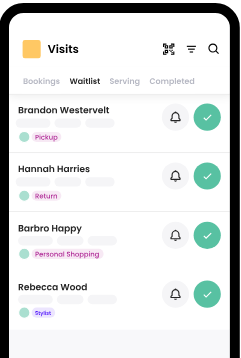 Visits
Bookings Waitlist Serving Completed
Brandon Westervelt
Pickup
Hannah Harries
Return
Barbro Happy
Personal Shopping
Rebecca Wood
Stylist